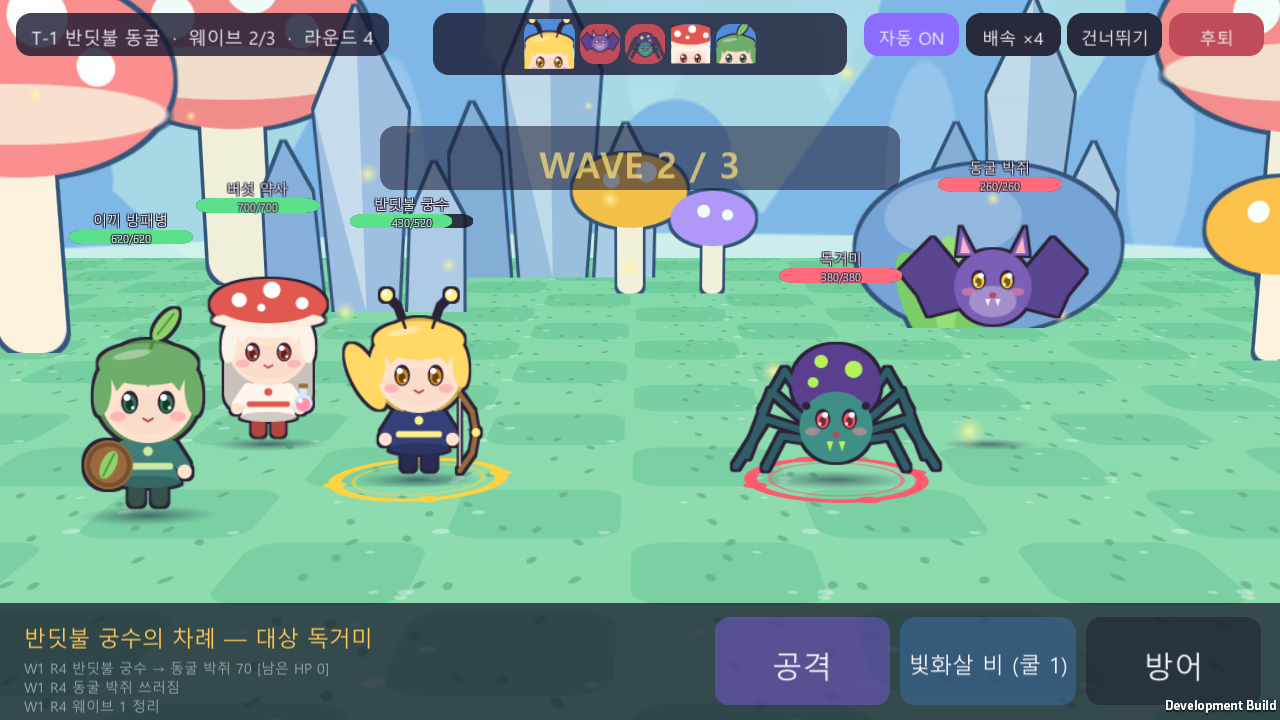 T-1 반딧불 동굴 · 웨이브 2/3 · 라운드 4
자동 ON
배속 ×4
건너뛰기
후퇴
WAVE 2 / 3
동굴 박쥐
260/260
버섯 약사
700/700
반딧불 궁수
430/520
이끼 방패병
620/620
독거미
380/380
반딧불 궁수의 차례 — 대상 독거미
W1 R4 반딧불 궁수 → 동굴 박쥐 70 [남은 HP 0]
W1 R4 동굴 박쥐 쓰러짐
W1 R4 웨이브 1 정리
공격
빛화살 비 (쿨 1)
방어
Development Build